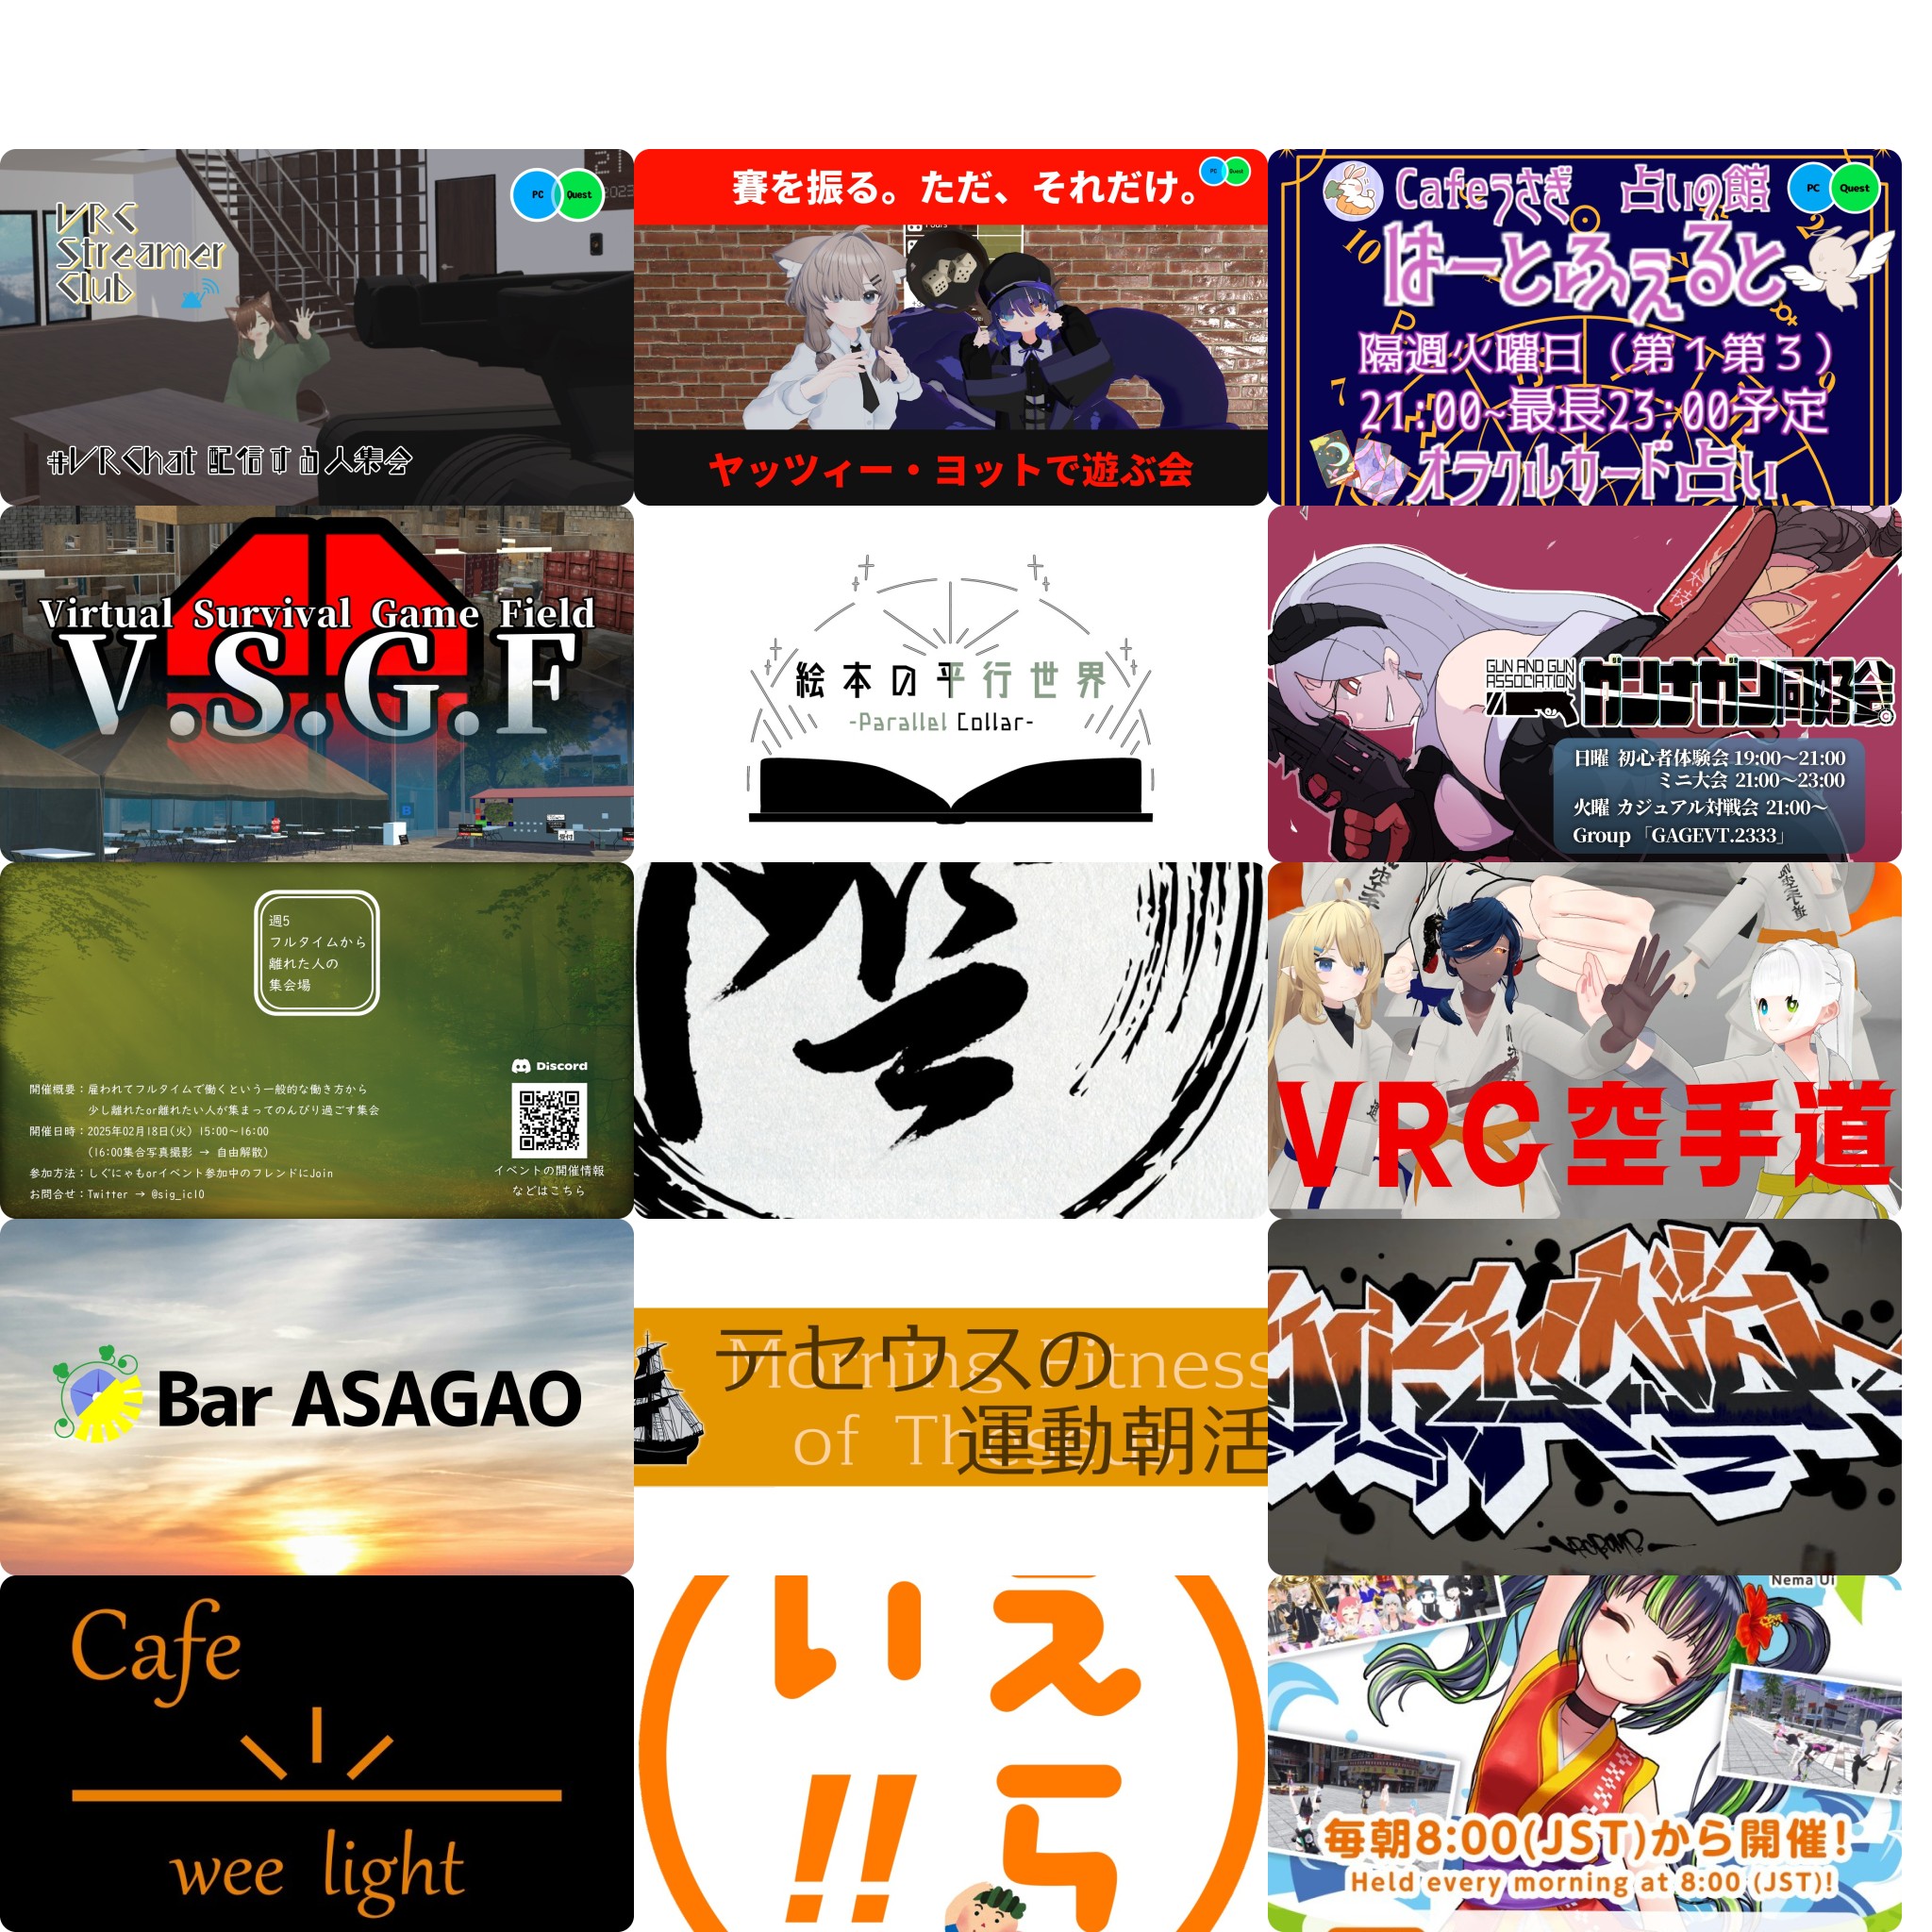 VRC
Streamer
Club
PC
Quest
2023
#VRChat 配信する人集会
賽を振る。ただ、それだけ。
PC
Quest
ヤッツィー・ヨットで遊ぶ会
Cafeうさぎ 占いの館
PC
Quest
はーとふぇると
隔週火曜日（第１第３）
21:00~最長23:00予定
オラクルカード占い
Virtual Survival Game Field
V.S.G.F
受付
絵本の平行世界
-Parallel Collar-
GUN AND GUN
ASSOCIATION
ガンナガン同好会
日曜 初心者体験会 19:00～21:00
ミニ大会 21:00～23:00
火曜 カジュアル対戦会 21:00～
Group 「GAGEVT.2333」
週5
フルタイムから
離れた人の
集会場
開催概要：雇われてフルタイムで働くという一般的な働き方から
少し離れたor離れたい人が集まってのんびり過ごす集会
開催日時：2025年02月18日(火) 15:00～16:00
(16:00集合写真撮影 → 自由解散)
参加方法：しぐにゃもorイベント参加中のフレンドにJoin
お問合せ：Twitter → @sig_ic10
Discord
イベントの開催情報
などはこちら
VRC空手道
Bar ASAGAO
テセウスの
運動朝活
Morning Fitness
of Theseus
Cafe
wee light
いえ
!!ら
Nema Ui
毎朝8:00(JST)から開催!
Held every morning at 8:00 (JST)!